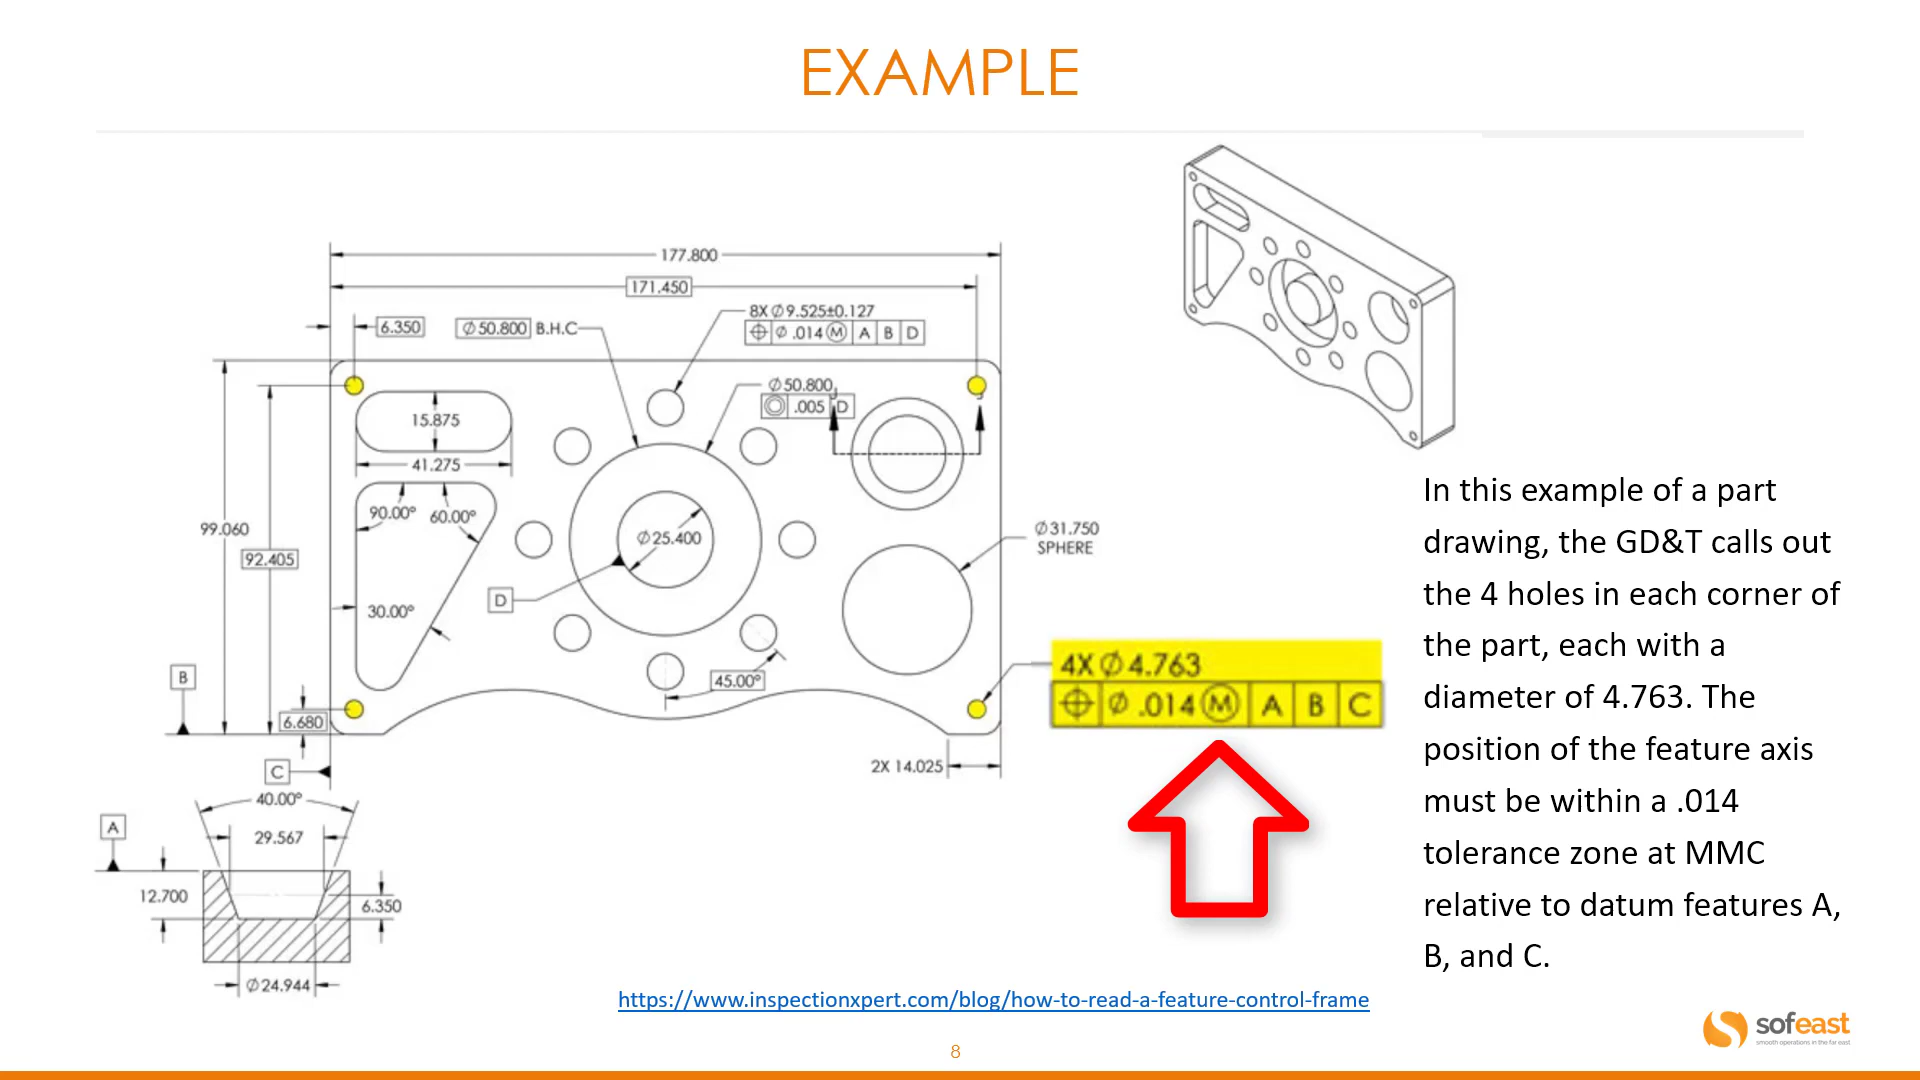 EXAMPLE
177.800
171.450
6.350
Ø50.800 B.H.C
8X Ø9.525±0.127
⌖ Ø .014 Ⓜ A B D
Ø50.800
◎ .005 D
15.875
41.275
90.00° 60.00°
99.060
92.405
Ø25.400
30.00°
D
Ø31.750
SPHERE
B
6.680
45.00°
4X Ø4.763
⌖ Ø .014 Ⓜ A B C
C
2X 14.025
40.00°
A
29.567
12.700
6.350
Ø24.944
In this example of a part
drawing, the GD&T calls out
the 4 holes in each corner of
the part, each with a
diameter of 4.763. The
position of the feature axis
must be within a .014
tolerance zone at MMC
relative to datum features A,
B, and C.
https://www.inspectionxpert.com/blog/how-to-read-a-feature-control-frame
sofeast
smooth operations in the far east
8